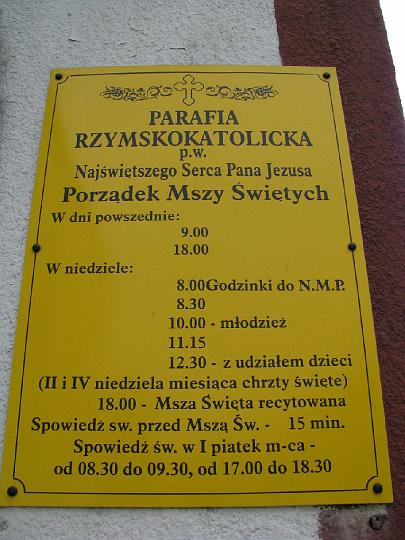 PARAFIA
RZYMSKOKATOLICKA
p.w.
Najświętszego Serca Pana Jezusa
Porządek Mszy Świętych
W dni powszednie:
9.00
18.00
W niedziele:
8.00Godzinki do N.M.P.
8.30
10.00 - młodzież
11.15
12.30 - z udziałem dzieci
(II i IV niedziela miesiąca chrzty święte)
18.00 - Msza Święta recytowana
Spowiedź sw. przed Mszą Św. - 15 min.
Spowiedź św. w I piatek m-ca -
od 08.30 do 09.30, od 17.00 do 18.30